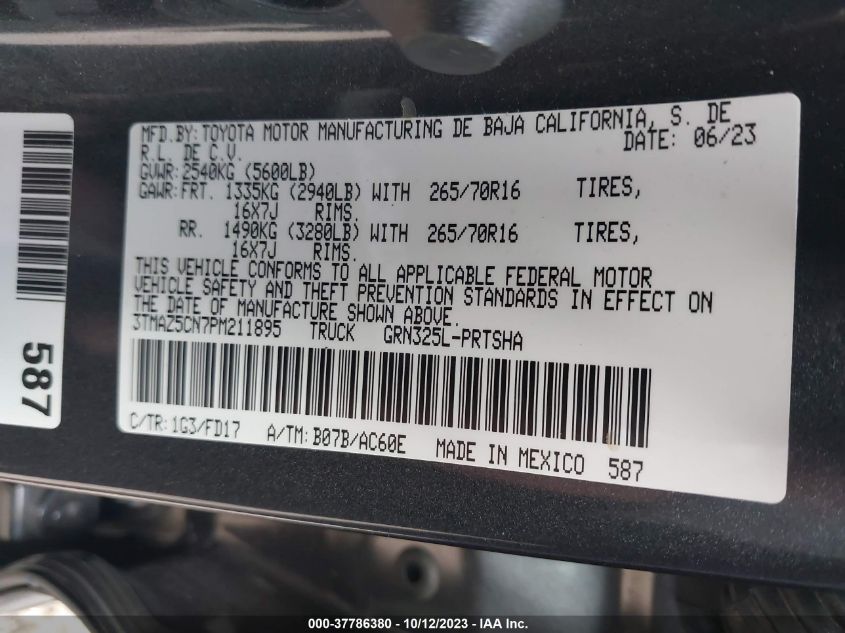 587
MFD.BY:TOYOTA MOTOR MANUFACTURING DE BAJA CALIFORNIA, S. DE
R.L. DE C.V. DATE: 06/23
GVWR:2540KG (5600LB)
GAWR:FRT. 1335KG (2940LB) WITH 265/70R16 TIRES,
16X7J RIMS.
RR. 1490KG (3280LB) WITH 265/70R16 TIRES,
16X7J RIMS.
THIS VEHICLE CONFORMS TO ALL APPLICABLE FEDERAL MOTOR
VEHICLE SAFETY AND THEFT PREVENTION STANDARDS IN EFFECT ON
THE DATE OF MANUFACTURE SHOWN ABOVE.
3TMAZ5CN7PM211895 TRUCK GRN325L-PRTSHA
C/TR:1G3/FD17 A/TM:B07B/AC60E MADE IN MEXICO 587
000-37786380 - 10/12/2023 - IAA Inc.